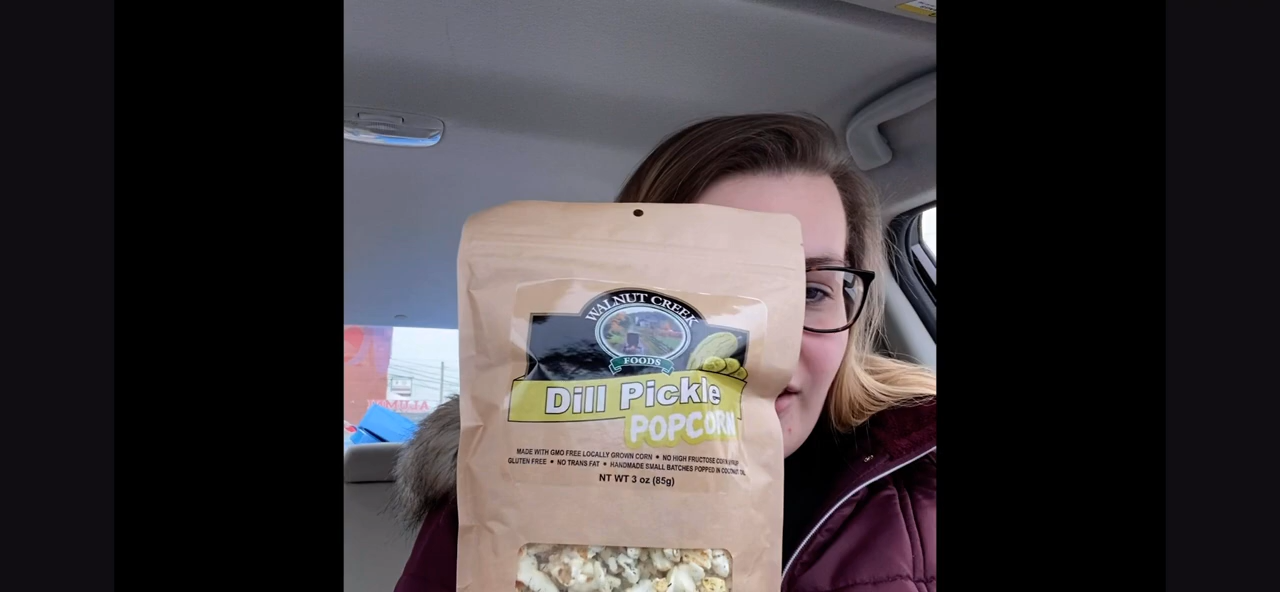 WALNUT CREEK
FOODS
Dill Pickle
POPCORN
MADE WITH GMO FREE LOCALLY GROWN CORN • NO HIGH FRUCTOSE CORN SYRUP
GLUTEN FREE • NO TRANS FAT • HANDMADE SMALL BATCHES POPPED IN COCONUT OIL
NT WT 3 oz (85g)